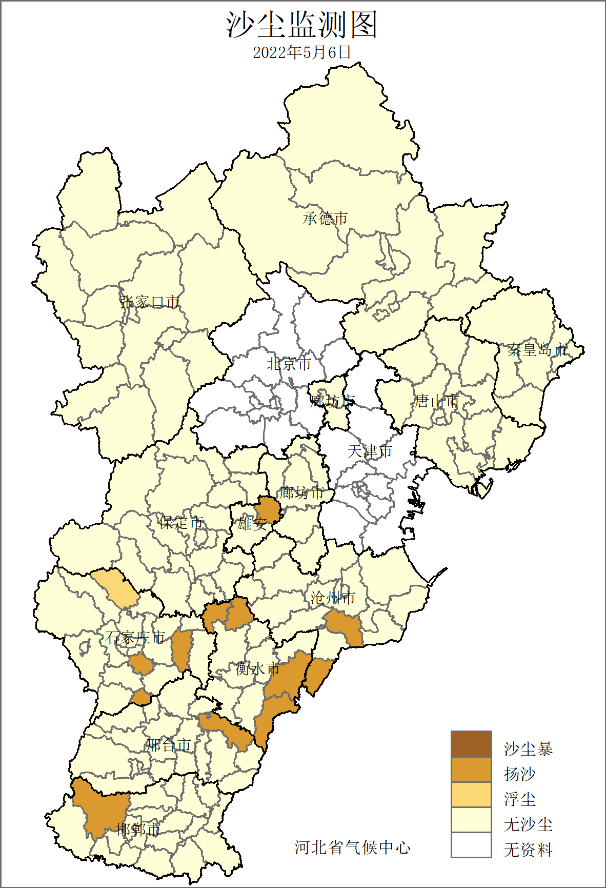 沙尘监测图
2022年5月6日
承德市
张家口市
秦皇岛市
北京市
廊坊市
唐山市
天津市
廊坊市
保定市
雄安
沧州市
石家庄市
衡水市
邢台市
邯郸市
沙尘暴
扬沙
浮尘
无沙尘
无资料
河北省气候中心